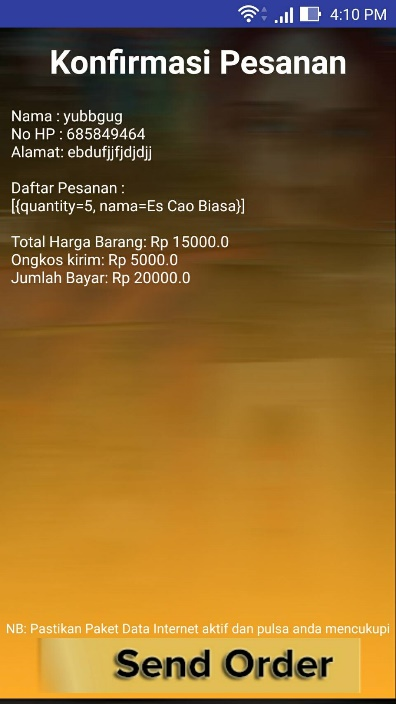 4:10 PM
Konfirmasi Pesanan
Nama : yubbgug
No HP : 685849464
Alamat: ebdufjjfjdjdjj
Daftar Pesanan :
[{quantity=5, nama=Es Cao Biasa}]
Total Harga Barang: Rp 15000.0
Ongkos kirim: Rp 5000.0
Jumlah Bayar: Rp 20000.0
NB: Pastikan Paket Data Internet aktif dan pulsa anda mencukupi
Send Order